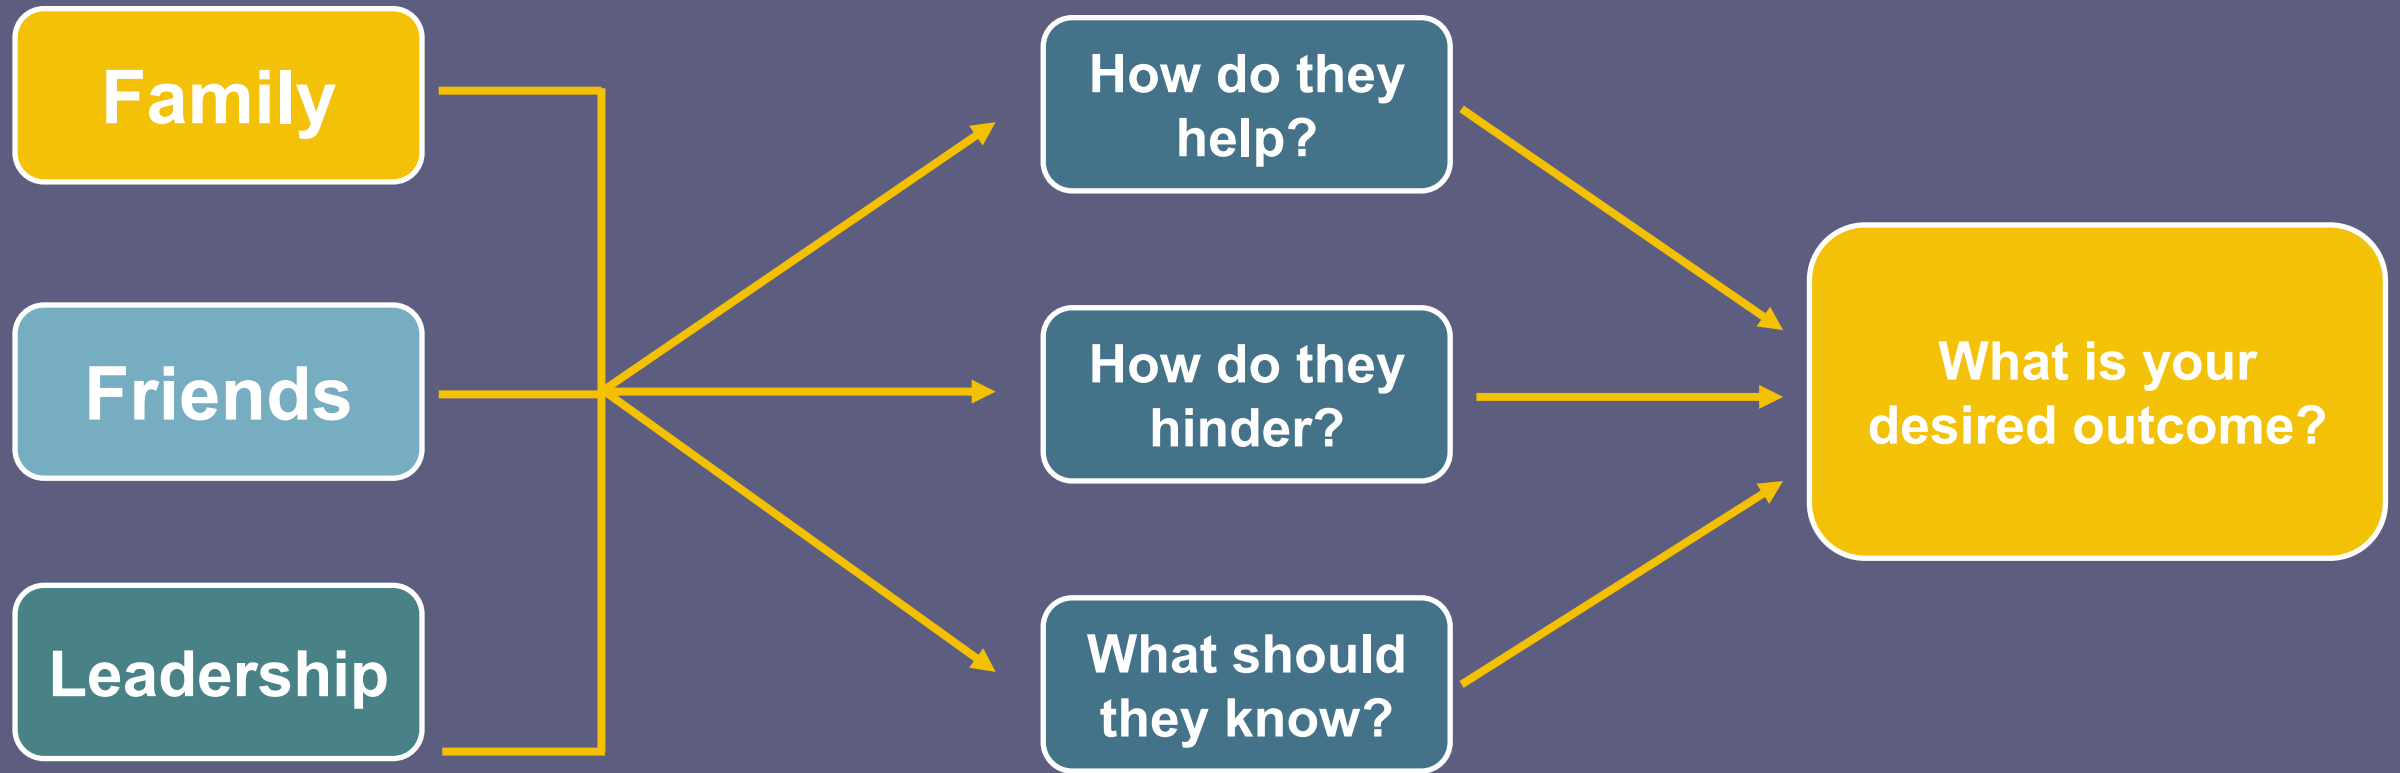 Family
Friends
Leadership
How do they
help?
How do they
hinder?
What should
they know?
What is your
desired outcome?